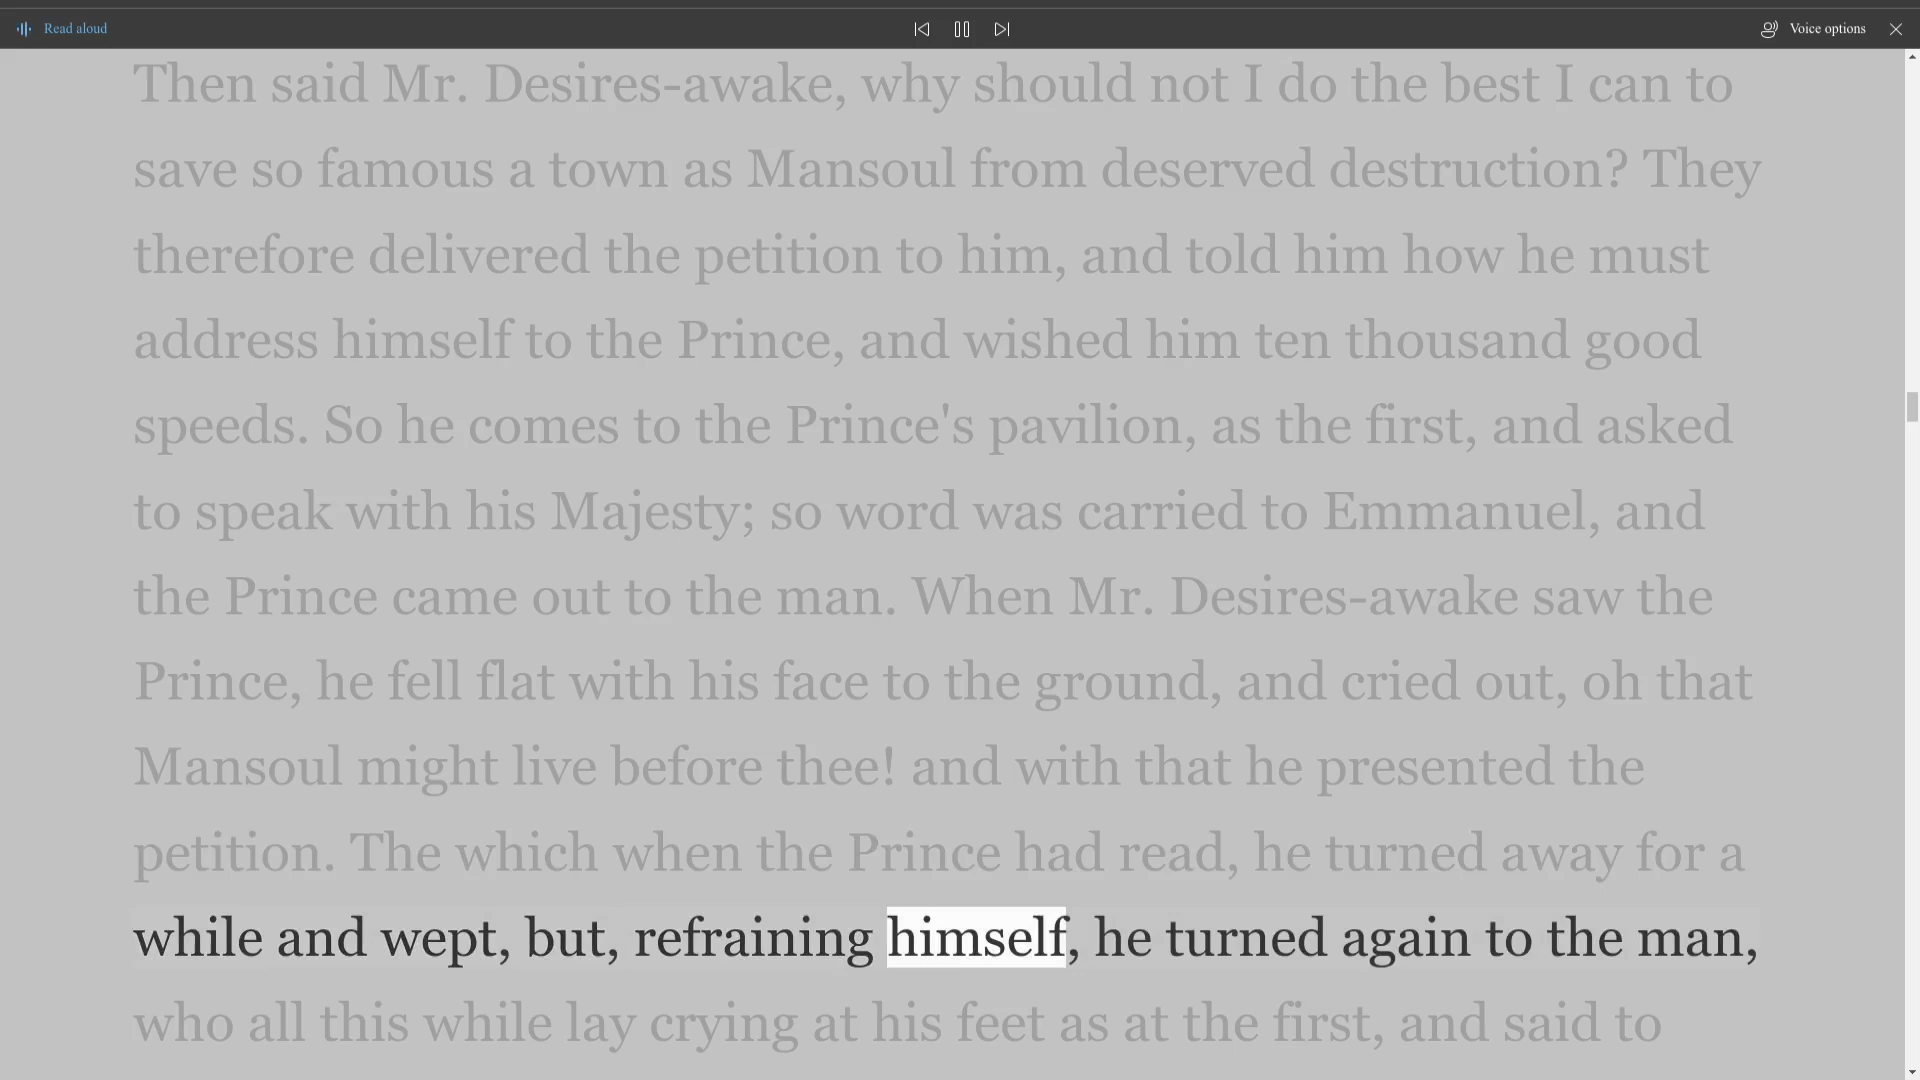 Read aloud
Voice options
Then said Mr. Desires-awake, why should not I do the best I can to
save so famous a town as Mansoul from deserved destruction? They
therefore delivered the petition to him, and told him how he must
address himself to the Prince, and wished him ten thousand good
speeds. So he comes to the Prince's pavilion, as the first, and asked
to speak with his Majesty; so word was carried to Emmanuel, and
the Prince came out to the man. When Mr. Desires-awake saw the
Prince, he fell flat with his face to the ground, and cried out, oh that
Mansoul might live before thee! and with that he presented the
petition. The which when the Prince had read, he turned away for a
while and wept, but, refraining himself, he turned again to the man,
who all this while lay crying at his feet as at the first, and said to